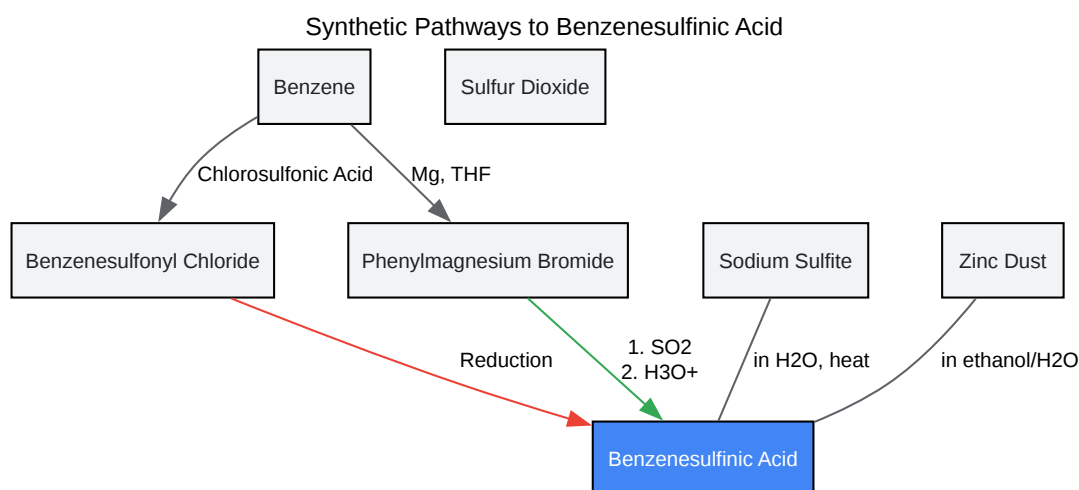 Synthetic Pathways to Benzenesulfinic Acid
Benzene
Sulfur Dioxide
Chlorosulfonic Acid
Mg, THF
Benzenesulfonyl Chloride
Phenylmagnesium Bromide
Sodium Sulfite
Zinc Dust
Reduction
1. SO2
2. H3O+
in H2O, heat
in ethanol/H2O
Benzenesulfinic Acid